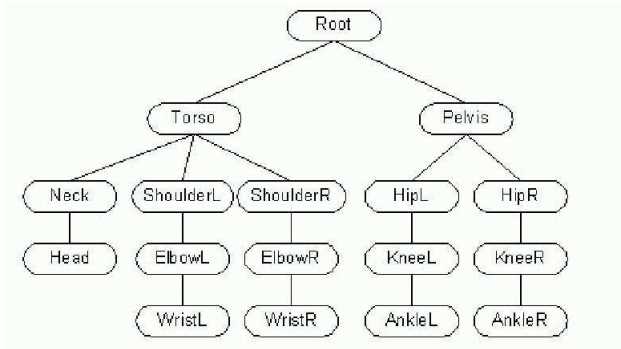 Root
Torso Pelvis
Neck ShoulderL ShoulderR HipL HipR
Head ElbowL ElbowR KneeL KneeR
WristL WristR AnkleL AnkleR